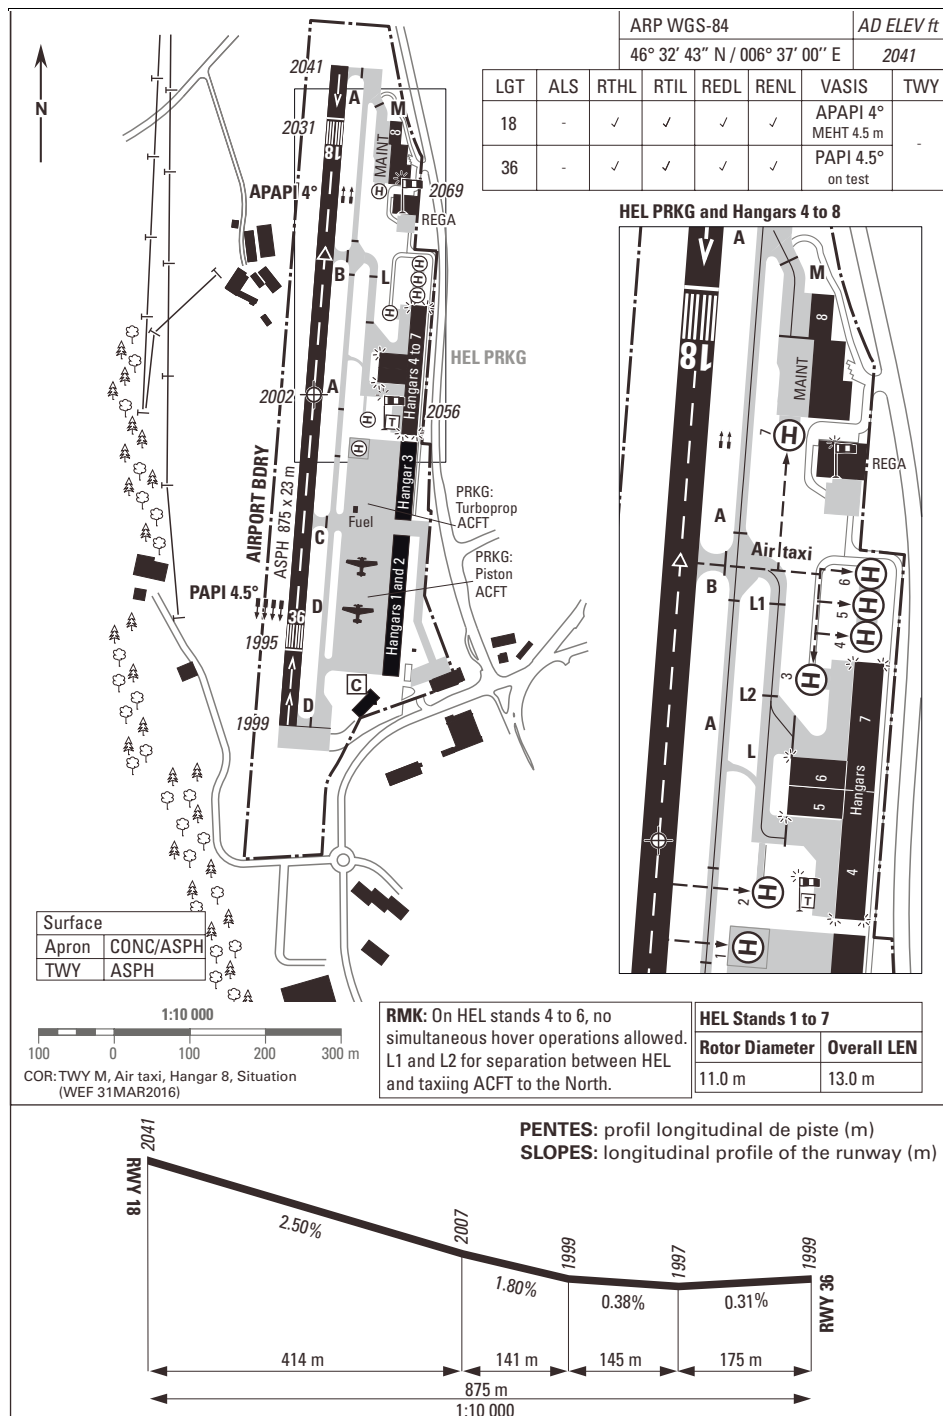 ARP WGS-84 AD ELEV ft
46° 32’ 43” N / 006° 37’ 00’’ E 2041
LGT ALS RTHL RTIL REDL RENL VASIS TWY
18 - ✓ ✓ ✓ ✓ APAPI 4°
MEHT 4.5 m
-
36 - ✓ ✓ ✓ ✓ PAPI 4.5°
on test
N
2041
A
M
2031
8
18
MAINT
APAPI 4°
H
2069
REGA
B
L
H
H
H
H
Hangars 4 to 7
HEL PRKG
2002
A
2056
H
T
H
AIRPORT BDRY
ASPH 875 x 23 m
Hangar 3
PRKG:
Turboprop
ACFT
Fuel
C
PRKG:
Piston
ACFT
Hangars 1 and 2
PAPI 4.5°
D
36
1995
C
D
1999
HEL PRKG and Hangars 4 to 8
A
M
8
18
MAINT
7
H
REGA
A
Air taxi
B
L1
6
H
5
H
4
H
3
H
L2
A
L
7
6
5
Hangars
4
2
H
T
1
H
Surface
Apron CONC/ASPH
TWY ASPH
1:10 000
100 0 100 200 300 m
COR: TWY M, Air taxi, Hangar 8, Situation
(WEF 31MAR2016)
RMK: On HEL stands 4 to 6, no
simultaneous hover operations allowed.
L1 and L2 for separation between HEL
and taxiing ACFT to the North.
HEL Stands 1 to 7
Rotor Diameter Overall LEN
11.0 m 13.0 m
PENTES: profil longitudinal de piste (m)
SLOPES: longitudinal profile of the runway (m)
2041
RWY 18
2.50%
2007
1.80%
1999
0.38%
1997
0.31%
1999
RWY 36
414 m 141 m 145 m 175 m
875 m
1:10 000